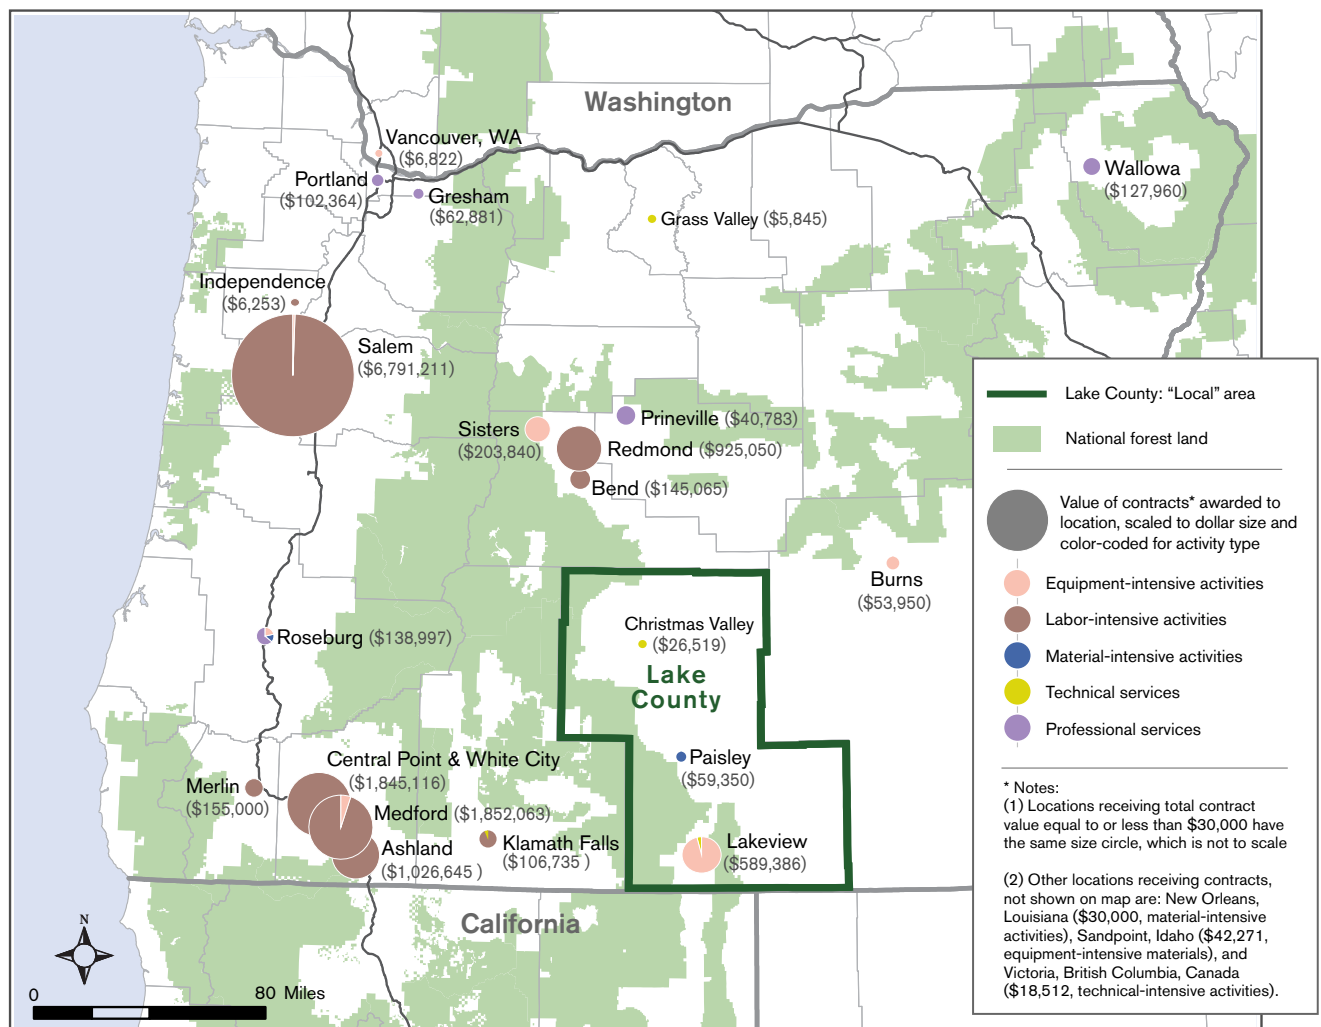 Washington
Vancouver, WA
($6,822)
Portland
($102,364)
Gresham
($62,881)
Wallowa
($127,960)
Grass Valley ($5,845)
Independence
($6,253)
Salem
($6,791,211)
Sisters
($203,840)
Prineville ($40,783)
Redmond ($925,050)
Bend ($145,065)
Burns
($53,950)
Christmas Valley
($26,519)
Lake
County
Roseburg ($138,997)
Paisley
($59,350)
Central Point & White City
($1,845,116)
Merlin
($155,000)
Medford ($1,852,063)
Klamath Falls
($106,735 )
Ashland
($1,026,645 )
Lakeview
($589,386)
California
N
0
80 Miles
Lake County: “Local” area
National forest land
Value of contracts* awarded to
location, scaled to dollar size and
color-coded for activity type
Equipment-intensive activities
Labor-intensive activities
Material-intensive activities
Technical services
Professional services
* Notes:
(1) Locations receiving total contract
value equal to or less than $30,000 have
the same size circle, which is not to scale
(2) Other locations receiving contracts,
not shown on map are: New Orleans,
Louisiana ($30,000, material-intensive
activities), Sandpoint, Idaho ($42,271,
equipment-intensive materials), and
Victoria, British Columbia, Canada
($18,512, technical-intensive activities).